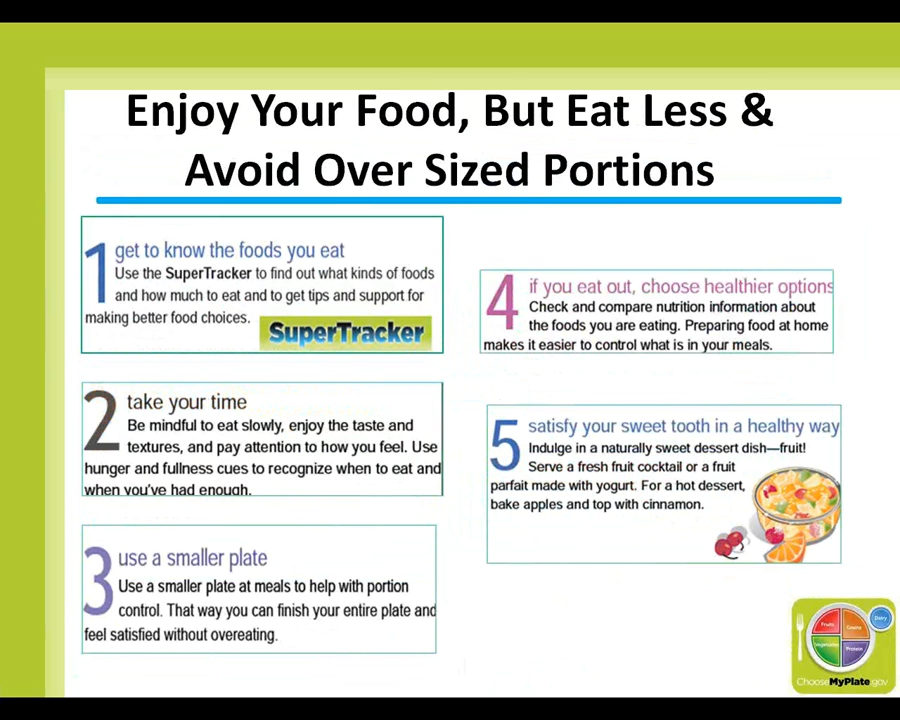 Enjoy Your Food, But Eat Less &
Avoid Over Sized Portions
1 get to know the foods you eat
Use the SuperTracker to find out what kinds of foods
and how much to eat and to get tips and support for
making better food choices.
SuperTracker
2 take your time
Be mindful to eat slowly, enjoy the taste and
textures, and pay attention to how you feel. Use
hunger and fullness cues to recognize when to eat and
when you've had enough.
3 use a smaller plate
Use a smaller plate at meals to help with portion
control. That way you can finish your entire plate and
feel satisfied without overeating.
4 if you eat out, choose healthier options
Check and compare nutrition information about
the foods you are eating. Preparing food at home
makes it easier to control what is in your meals.
5 satisfy your sweet tooth in a healthy way
Indulge in a naturally sweet dessert dish—fruit!
Serve a fresh fruit cocktail or a fruit
parfait made with yogurt. For a hot dessert,
bake apples and top with cinnamon.
Dairy
Fruits
Grains
Vegetables
Protein
ChooseMyPlate.gov